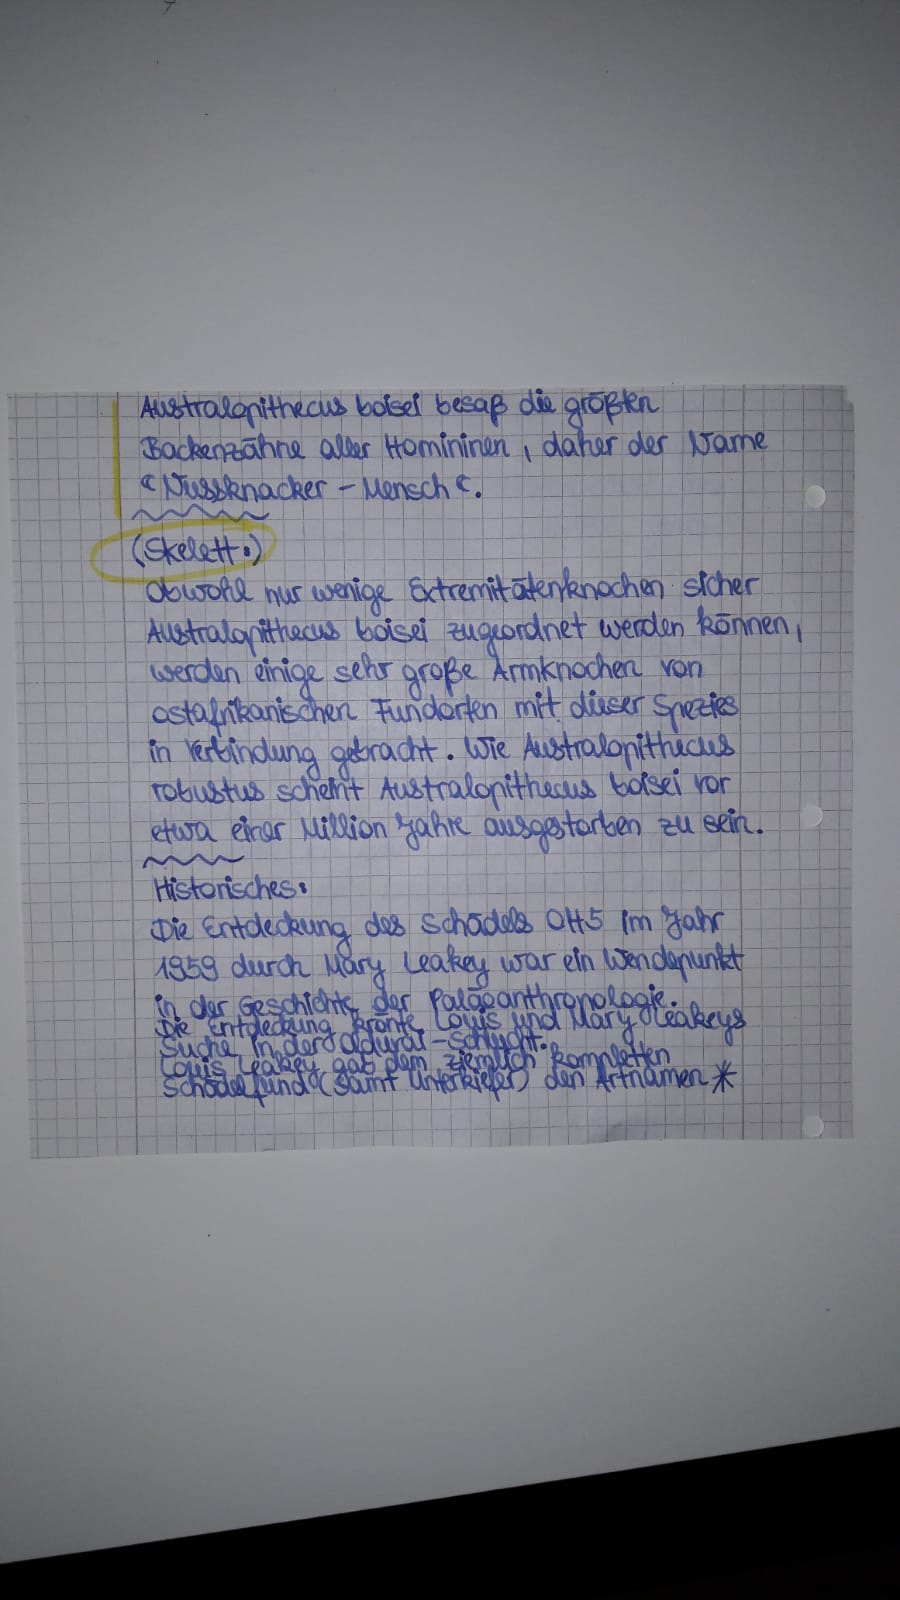 Australopithecus boisei besaß die größten
Backenzähne aller Homininen, daher der Name
‹Nussknacker-Mensch‹.
(Skelett:)
Obwohl nur wenige Extremitätenknochen sicher
Australopithecus boisei zugeordnet werden können,
werden einige sehr große Armknochen von
ostafrikanischen Fundorten mit dieser Spezies
in Verbindung gebracht. Wie Australopithecus
robustus scheint Australopithecus boisei vor
etwa einer Million Jahre ausgestorben zu sein.
Historisches:
Die Entdeckung des Schädels OH5 im Jahr
1959 durch Mary Leakey war ein Wendepunkt
in der Geschichte der Paläoanthropologie.
Die Entdeckung krönte Louis und Mary Leakeys
Suche in der Olduvai-Schlucht.
Louis Leakey gab dem ziemlich kompletten
Schädelfund (samt Unterkiefer) den Artnamen *